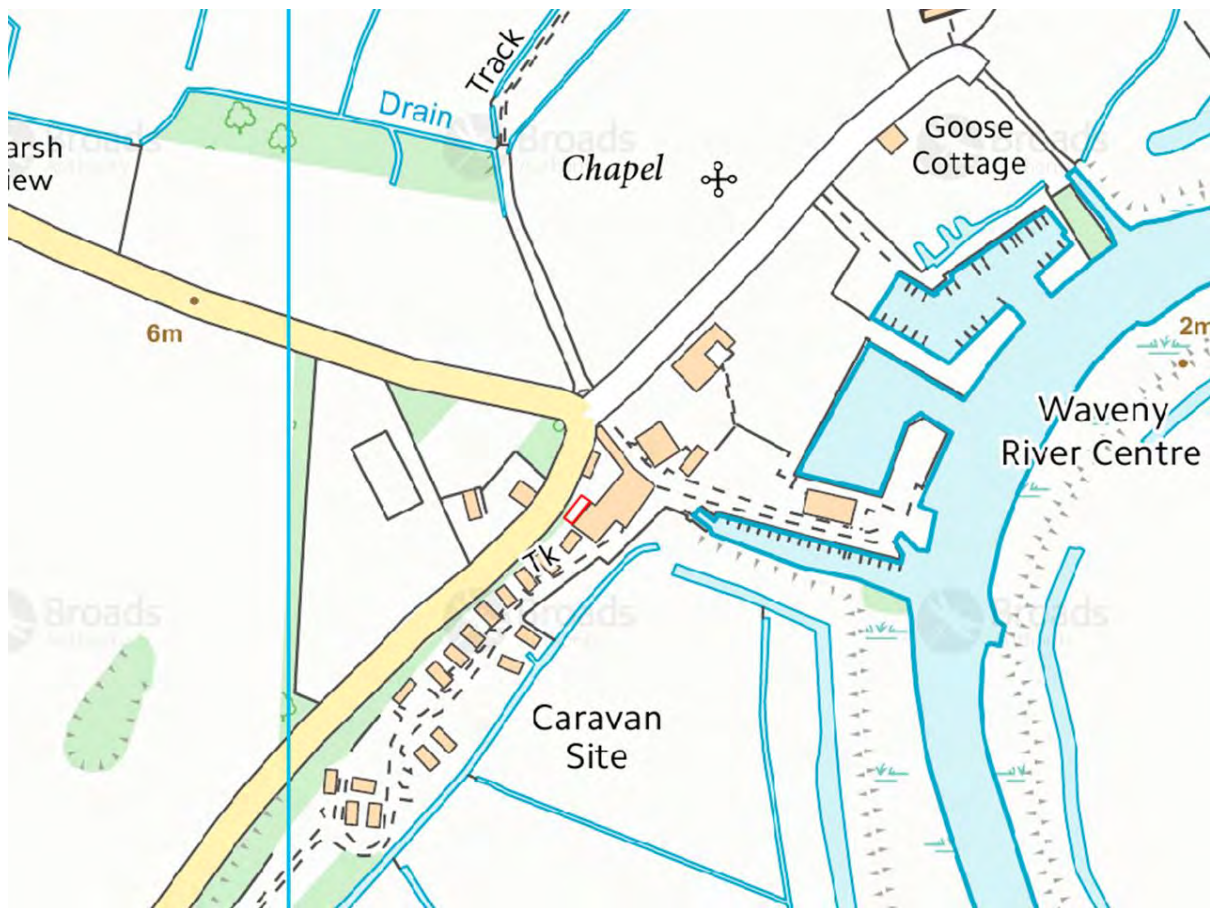 Track
Drain
Goose
Cottage
Chapel
arsh
iew
6m
2m
Waveny
River Centre
Tk
Caravan
Site
Broads
Broads
Broads
Broads
Broads